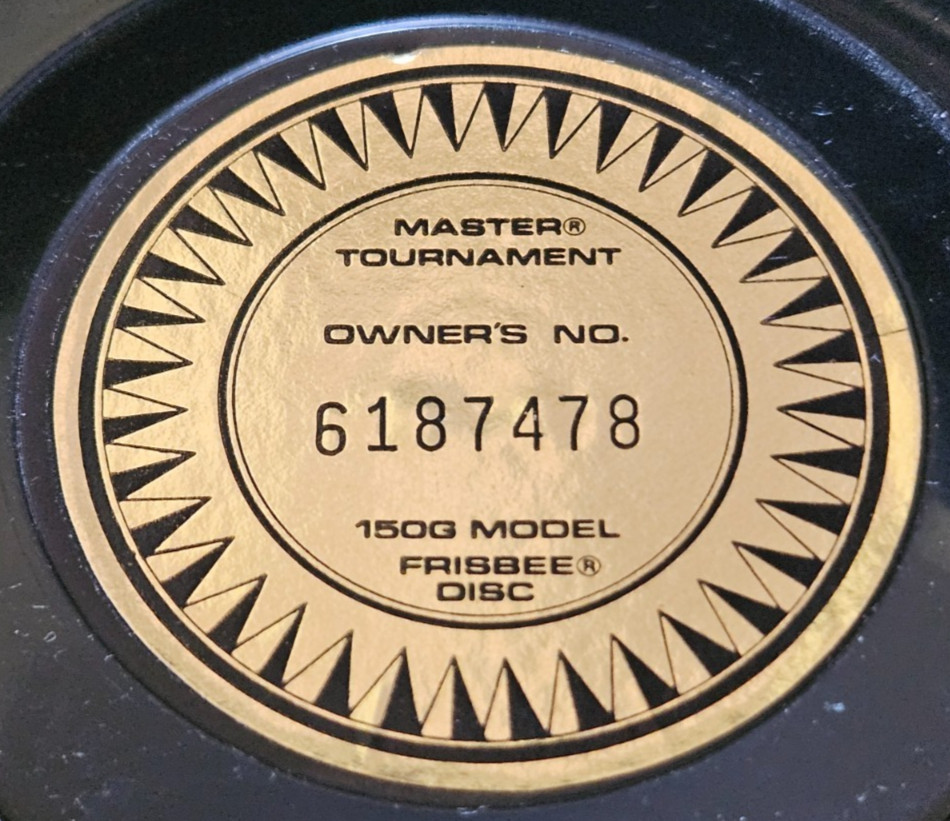 MASTER®
TOURNAMENT
OWNER'S NO.
6187478
150G MODEL
FRISBEE®
DISC